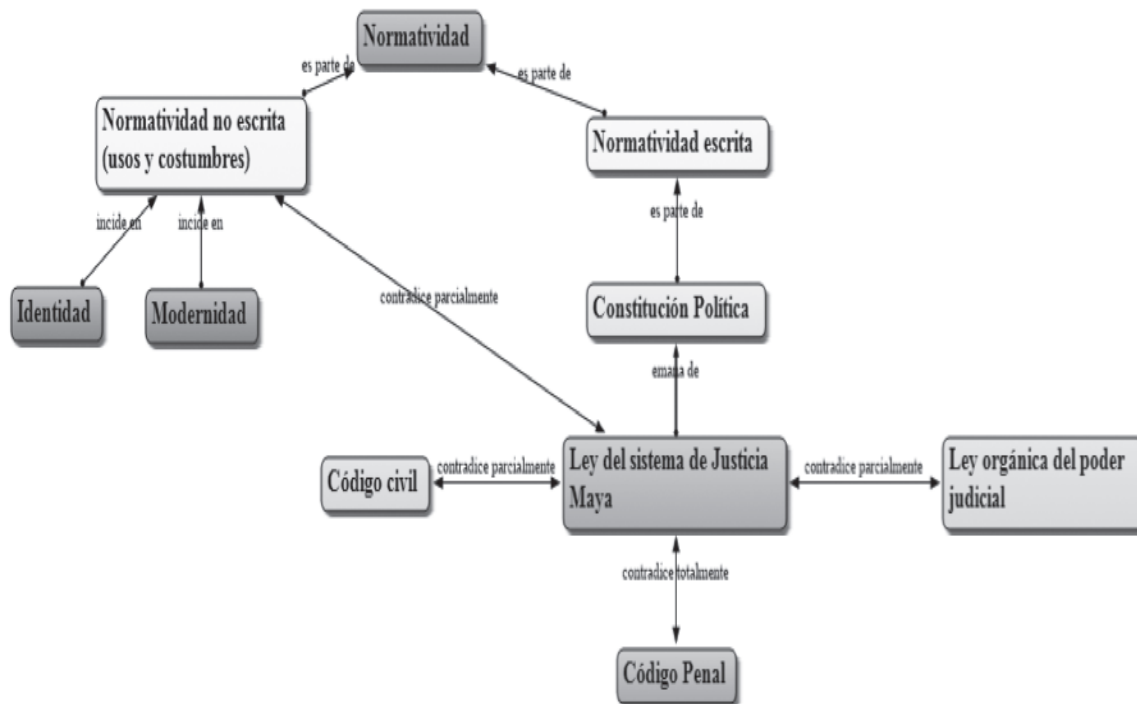 Normatividad
es parte de
es parte de
Normatividad no escrita
(usos y costumbres)
Normatividad escrita
incide en
incide en
es parte de
Identidad
Modernidad
contradice parcialmente
Constitución Política
emana de
Código civil
contradice parcialmente
Ley del sistema de Justicia
Maya
contradice parcialmente
Ley orgánica del poder
judicial
contradice totalmente
Código Penal